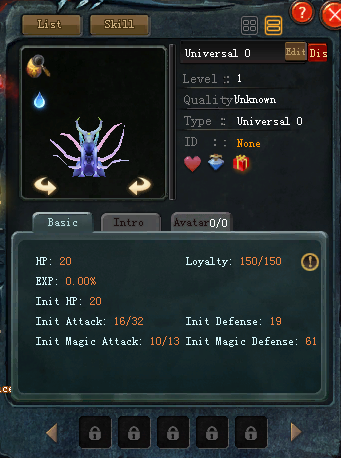 List Skill
Universal 0 Edit Dis
Level :: 1
Quality Unknown
Type :: Universal 0
ID :: None
Basic Intro Avatar 0/0
HP: 20 Loyalty: 150/150
EXP: 0.00%
Init HP: 20
Init Attack: 16/32 Init Defense: 19
Init Magic Attack: 10/13 Init Magic Defense: 61